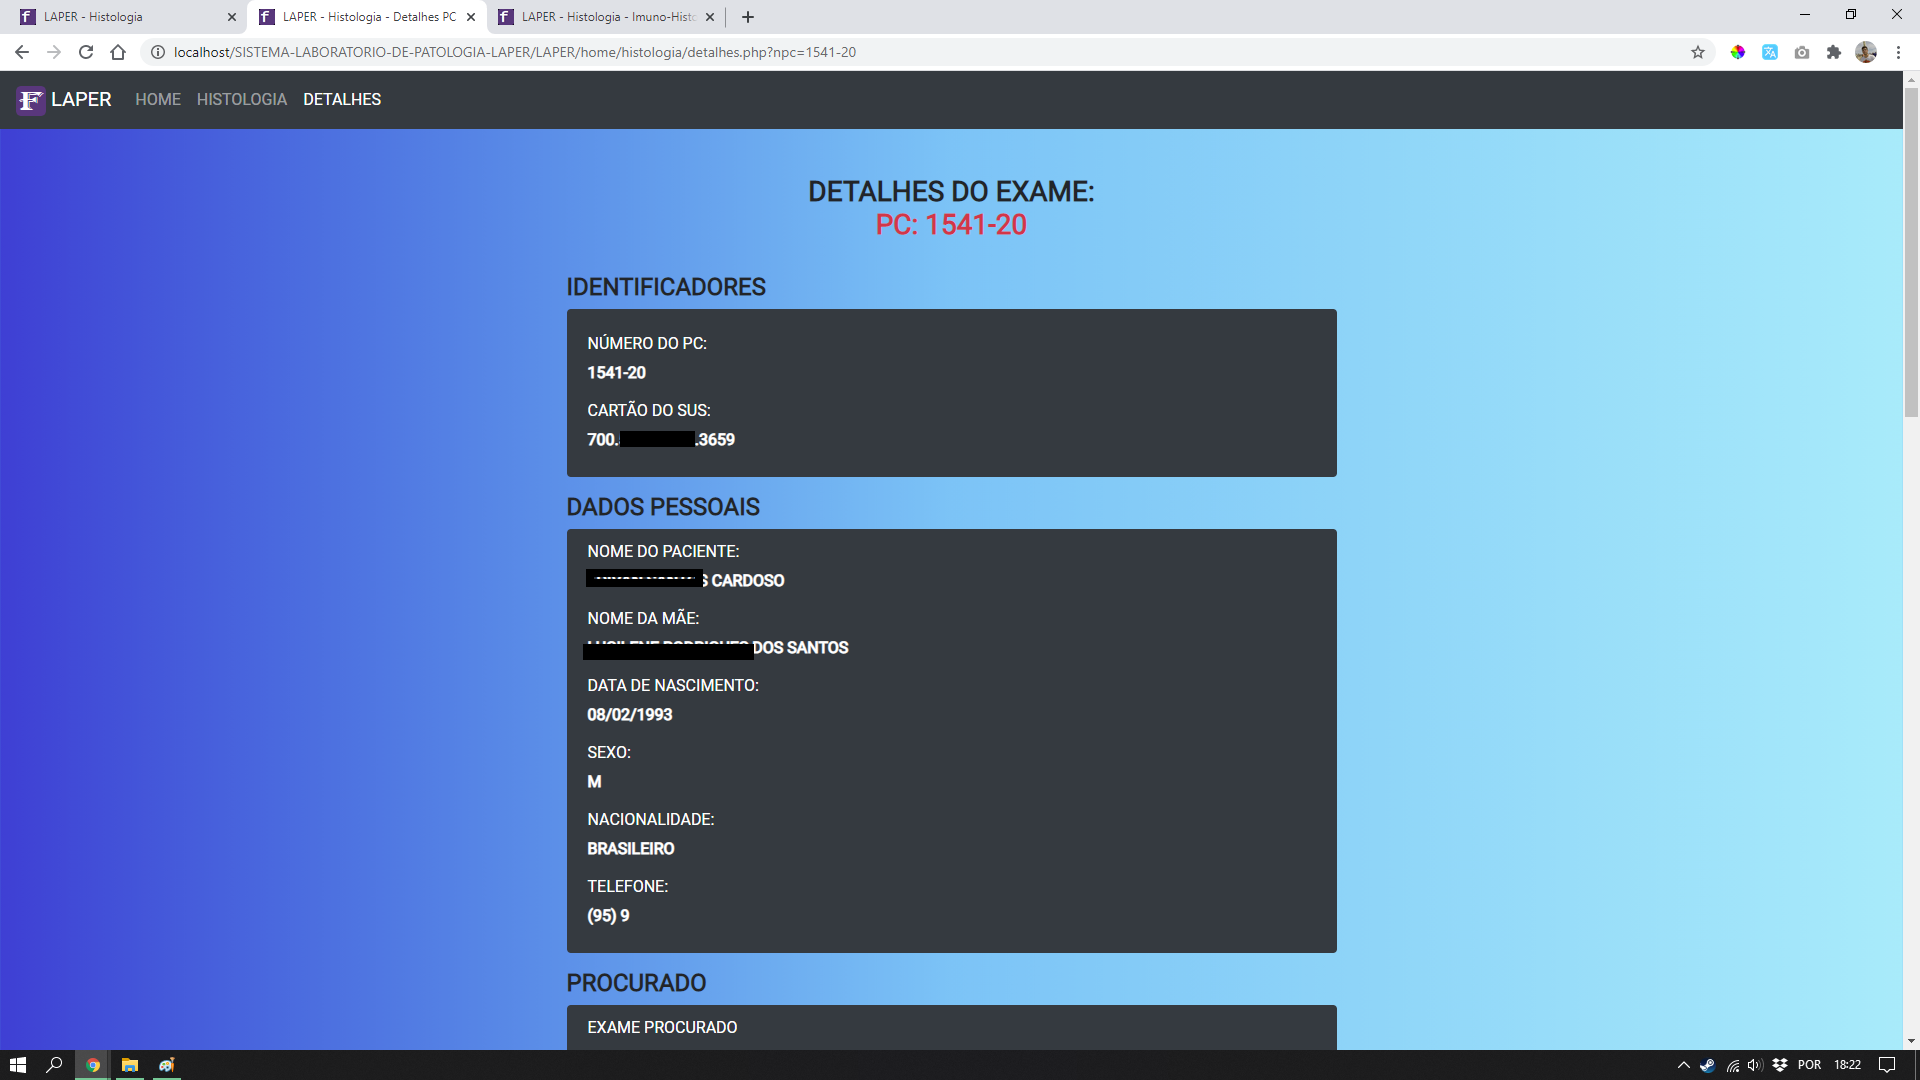 LAPER - Histologia
LAPER - Histologia - Detalhes PC
LAPER - Histologia - Imuno-Histo
localhost/SISTEMA-LABORATORIO-DE-PATOLOGIA-LAPER/LAPER/home/histologia/detalhes.php?npc=1541-20
LAPER HOME HISTOLOGIA DETALHES
DETALHES DO EXAME:
PC: 1541-20
IDENTIFICADORES
NÚMERO DO PC:
1541-20
CARTÃO DO SUS:
700. .3659
DADOS PESSOAIS
NOME DO PACIENTE:
CARDOSO
NOME DA MÃE:
DOS SANTOS
DATA DE NASCIMENTO:
08/02/1993
SEXO:
M
NACIONALIDADE:
BRASILEIRO
TELEFONE:
(95) 9
PROCURADO
EXAME PROCURADO
POR 18:22